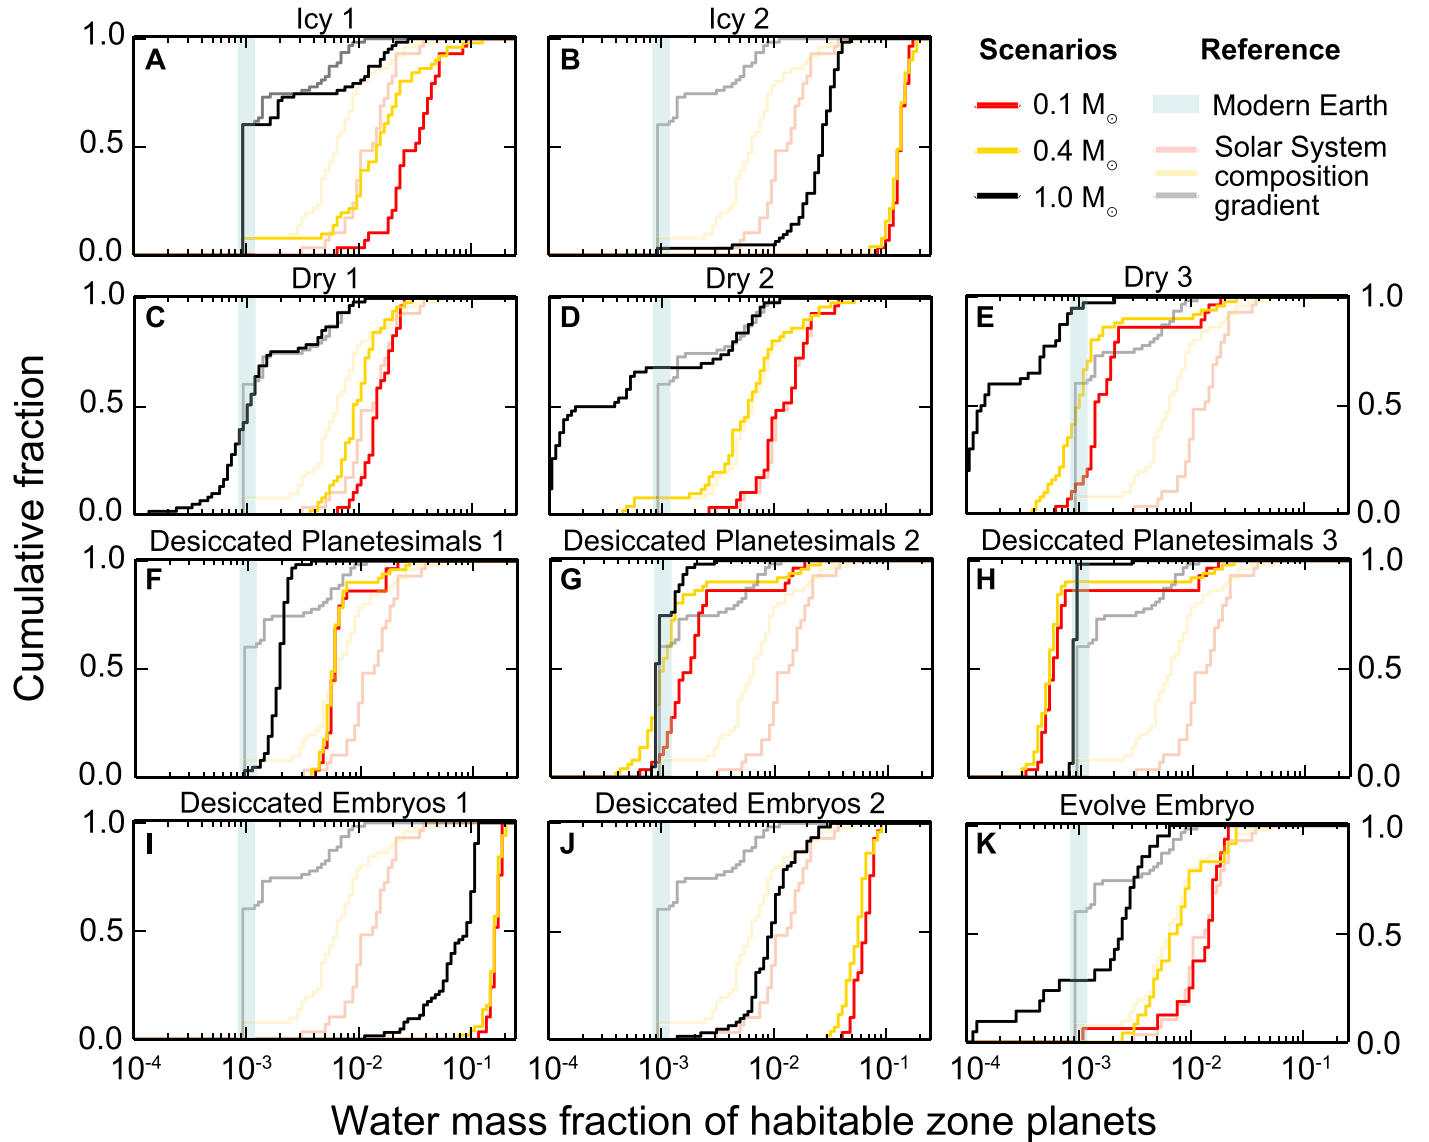 Icy 1
Icy 2
Scenarios
Reference
A
B
0.1 M☉
0.4 M☉
1.0 M☉
Modern Earth
Solar System
composition
gradient
1.0
0.5
0.0
Dry 1
Dry 2
Dry 3
C
D
E
1.0
0.5
0.0
1.0
0.5
0.0
Desiccated Planetesimals 1
Desiccated Planetesimals 2
Desiccated Planetesimals 3
F
G
H
1.0
0.5
0.0
1.0
0.5
0.0
Desiccated Embryos 1
Desiccated Embryos 2
Evolve Embryo
I
J
K
1.0
0.5
0.0
1.0
0.5
0.0
10⁻⁴ 10⁻³ 10⁻² 10⁻¹
10⁻⁴ 10⁻³ 10⁻² 10⁻¹
10⁻⁴ 10⁻³ 10⁻² 10⁻¹
Cumulative fraction
Water mass fraction of habitable zone planets